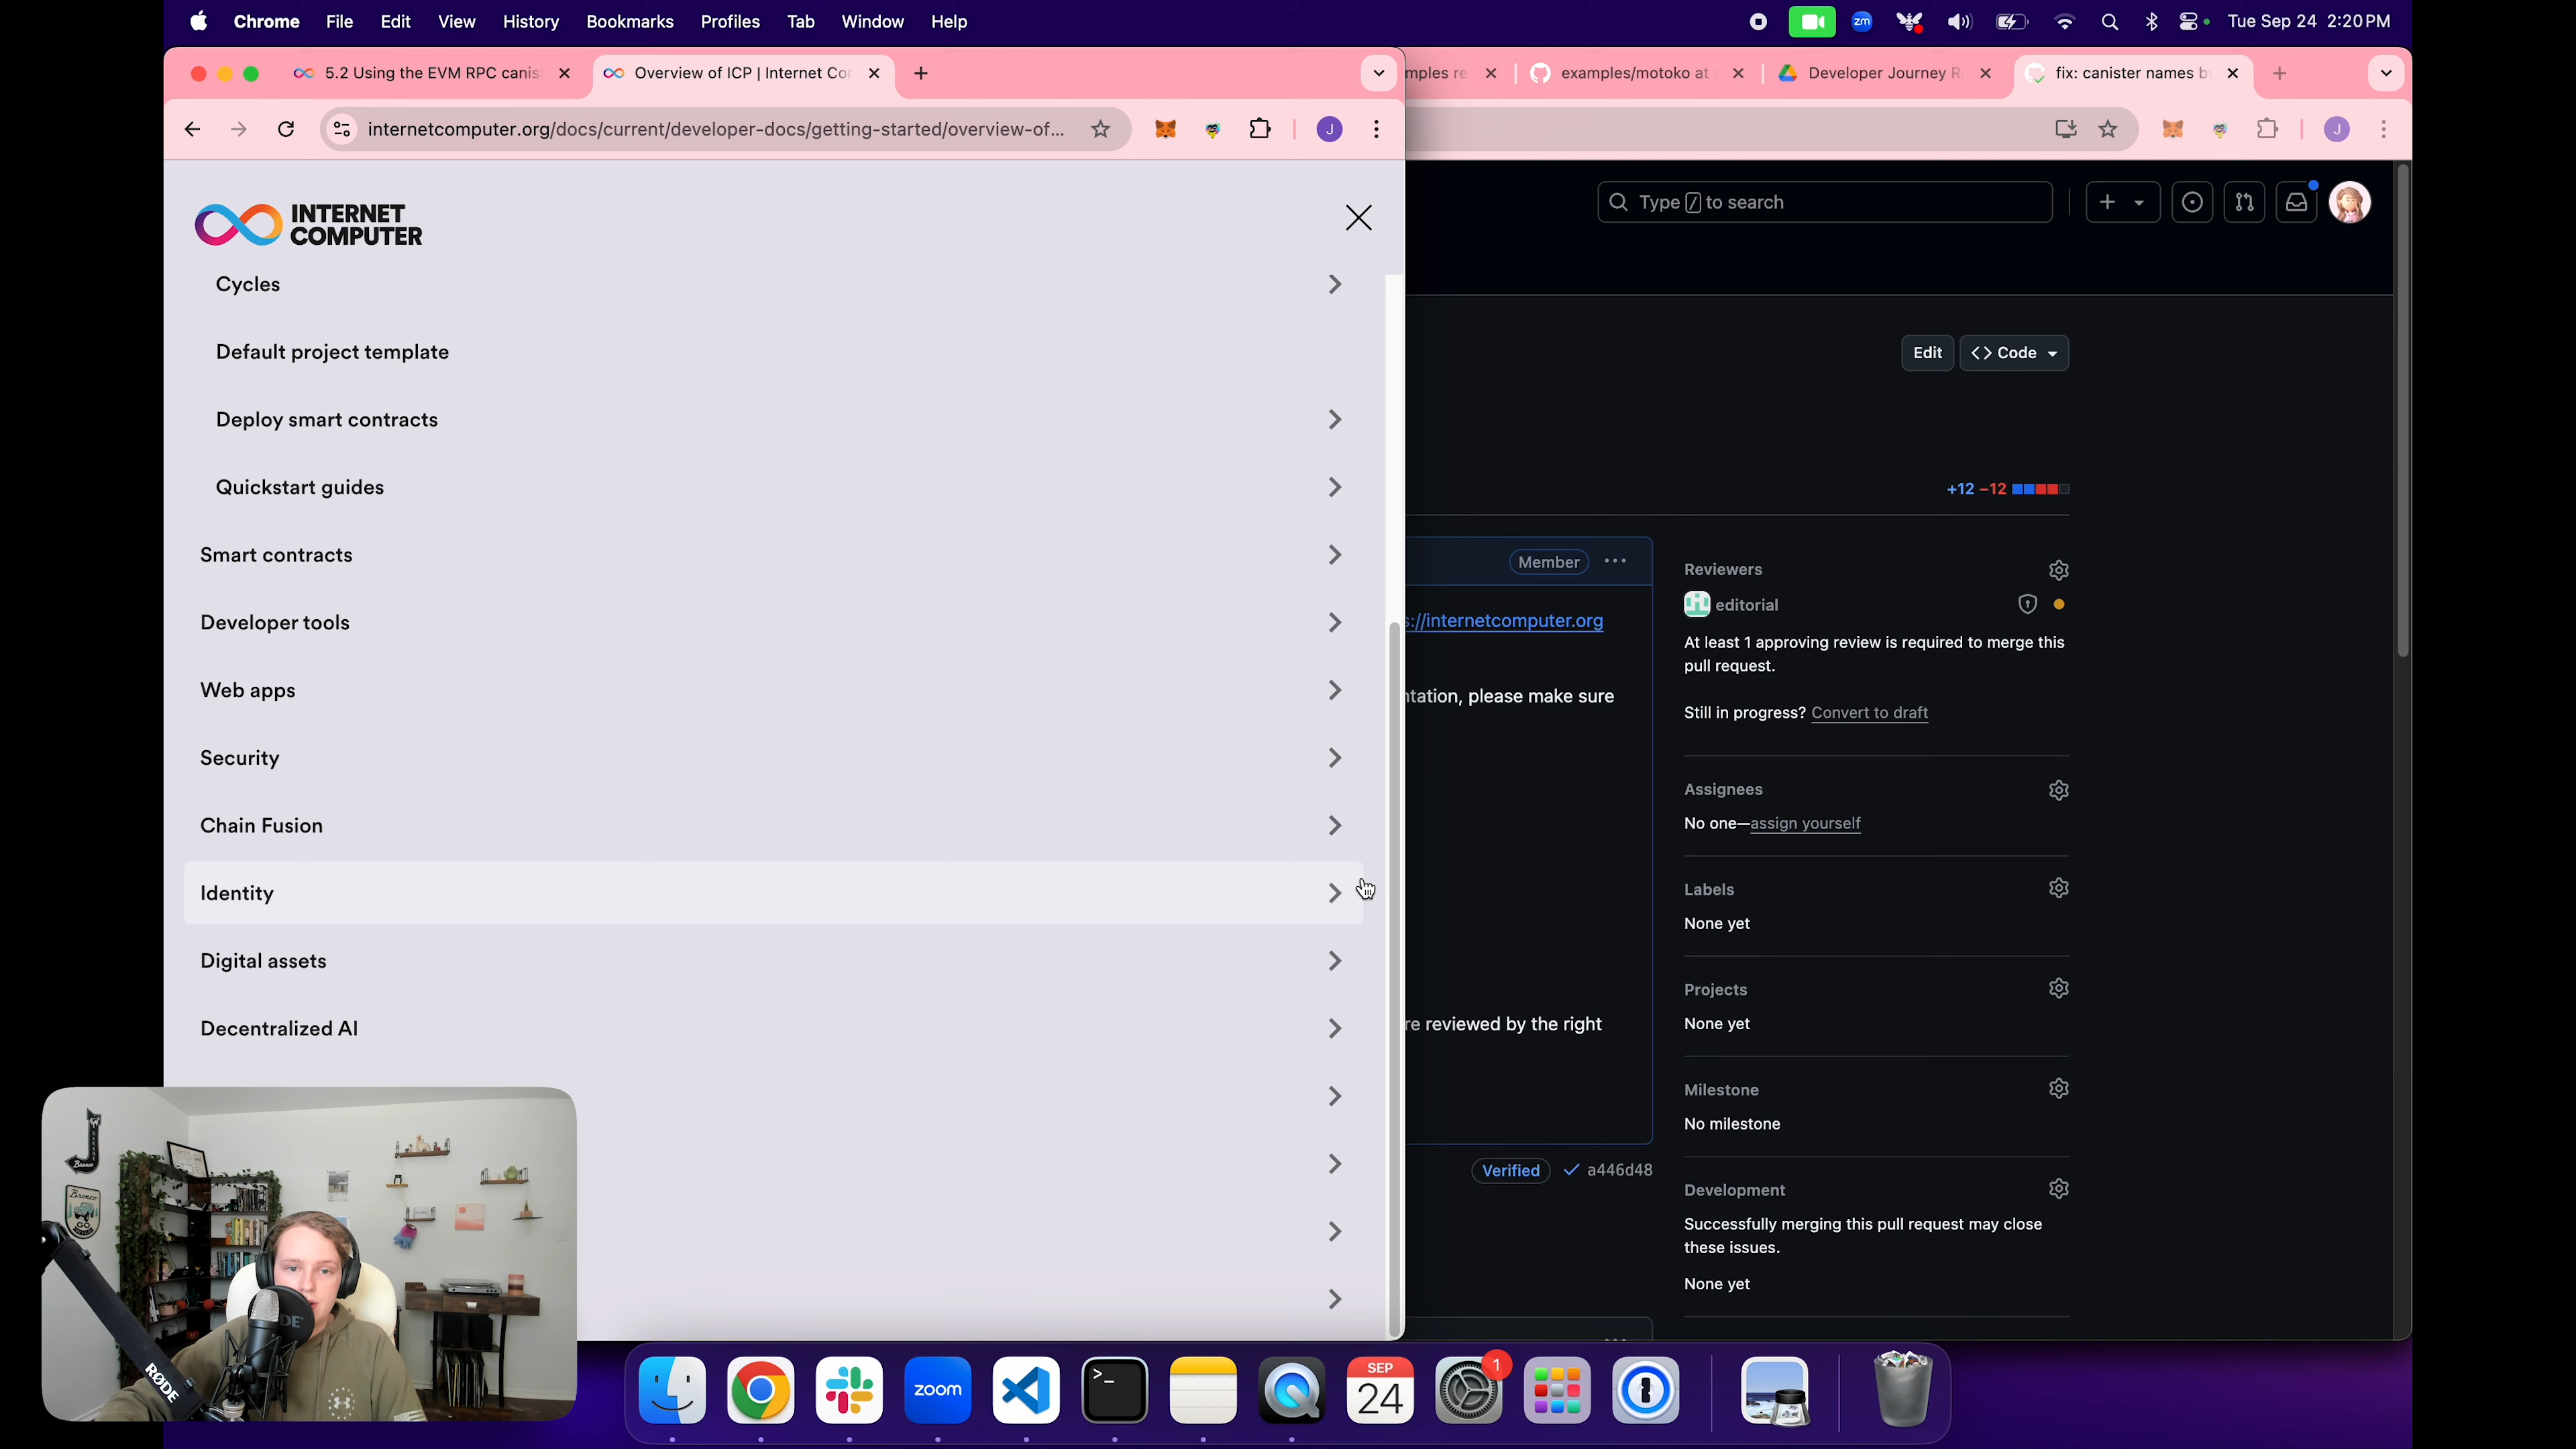 Chrome File Edit View History Bookmarks Profiles Tab Window Help
zm
Tue Sep 24 2:20 PM
5.2 Using the EVM RPC canis
Overview of ICP | Internet Co
mples re
examples/motoko at
Developer Journey R
fix: canister names b
internetcomputer.org/docs/current/developer-docs/getting-started/overview-of...
J
J
INTERNET
COMPUTER
Type / to search
Cycles
Default project template
Deploy smart contracts
Quickstart guides
Smart contracts
Developer tools
Web apps
Security
Chain Fusion
Identity
Digital assets
Decentralized AI
Edit
<> Code
+12 −12
Member
s://internetcomputer.org
ntation, please make sure
re reviewed by the right
Verified
a446d48
Reviewers
editorial
At least 1 approving review is required to merge this
pull request.
Still in progress? Convert to draft
Assignees
No one—assign yourself
Labels
None yet
Projects
None yet
Milestone
No milestone
Development
Successfully merging this pull request may close
these issues.
None yet
Bronco
GO
RØDE
zoom
>_
SEP
24
1